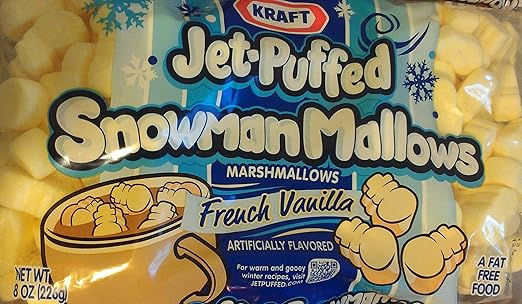 KRAFT
Jet-Puffed
SnowmanMallows
MARSHMALLOWS
French Vanilla
ARTIFICIALLY FLAVORED
For warm and gooey
winter recipes, visit
JETPUFFED.COM
NET WT
8 OZ (226g)
A FAT
FREE
FOOD